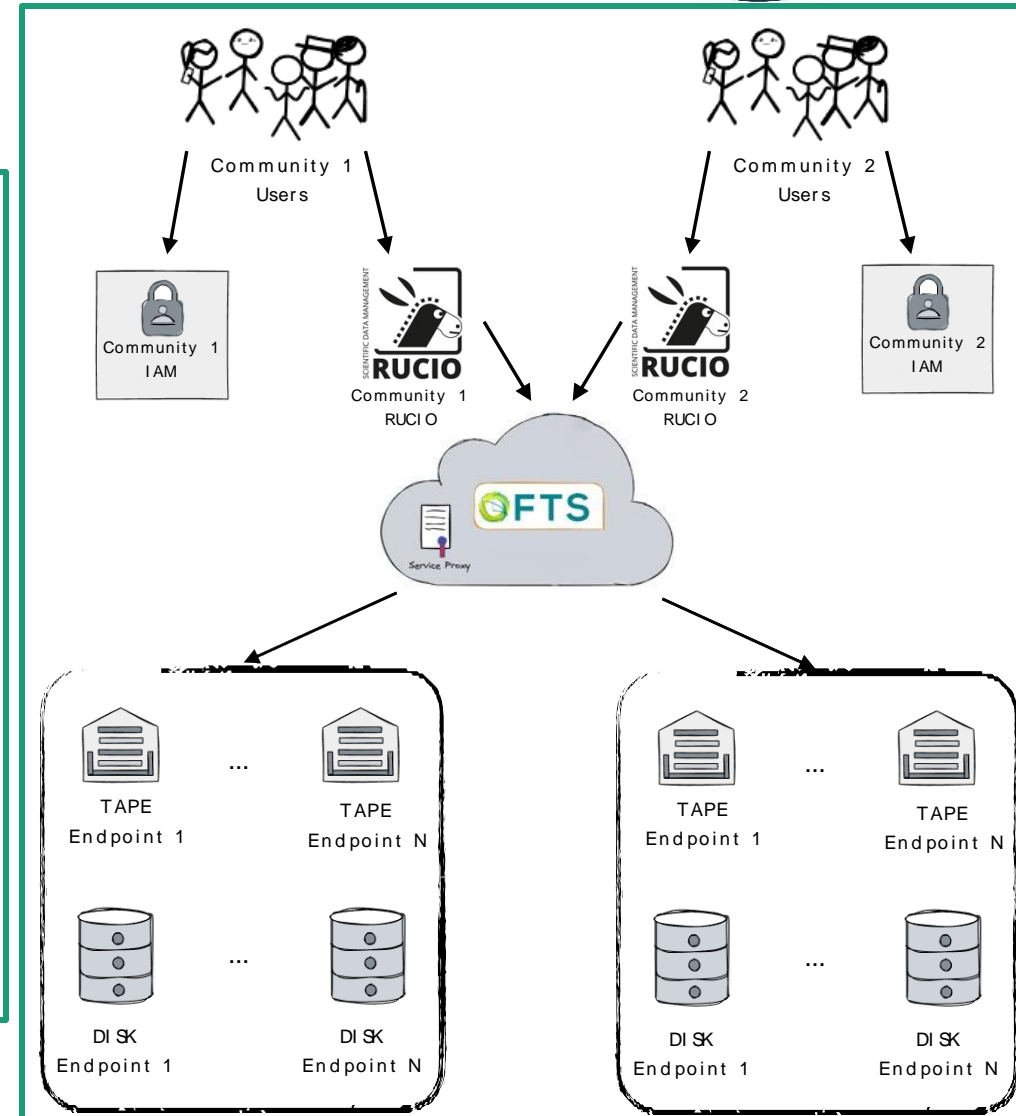 Community 1
Users
Community 2
Users
Community 1
IAM
SCIENTIFIC DATA MANAGEMENT
RUCIO
Community 1
RUCIO
SCIENTIFIC DATA MANAGEMENT
RUCIO
Community 2
RUCIO
Community 2
IAM
FTS
Service Proxy
TAPE
Endpoint 1
...
TAPE
Endpoint N
DISK
Endpoint 1
...
DISK
Endpoint N
TAPE
Endpoint 1
...
TAPE
Endpoint N
DISK
Endpoint 1
...
DISK
Endpoint N